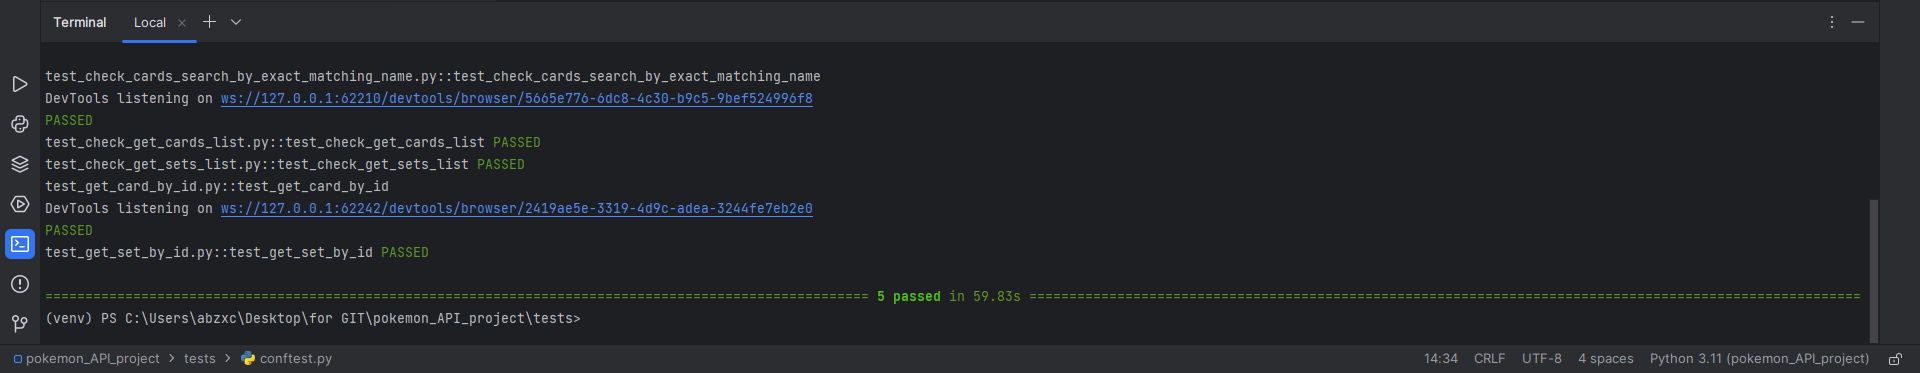 Terminal Local
test_check_cards_search_by_exact_matching_name.py::test_check_cards_search_by_exact_matching_name
DevTools listening on ws://127.0.0.1:62210/devtools/browser/5665e776-6dc8-4c30-b9c5-9bef524996f8
PASSED
test_check_get_cards_list.py::test_check_get_cards_list PASSED
test_check_get_sets_list.py::test_check_get_sets_list PASSED
test_get_card_by_id.py::test_get_card_by_id
DevTools listening on ws://127.0.0.1:62242/devtools/browser/2419ae5e-3319-4d9c-adea-3244fe7eb2e0
PASSED
test_get_set_by_id.py::test_get_set_by_id PASSED
======================================================================================================= 5 passed in 59.83s ========================================================================================================
(venv) PS C:\Users\abzxc\Desktop\for GIT\pokemon_API_project\tests>
pokemon_API_project > tests > conftest.py 14:34 CRLF UTF-8 4 spaces Python 3.11 (pokemon_API_project)